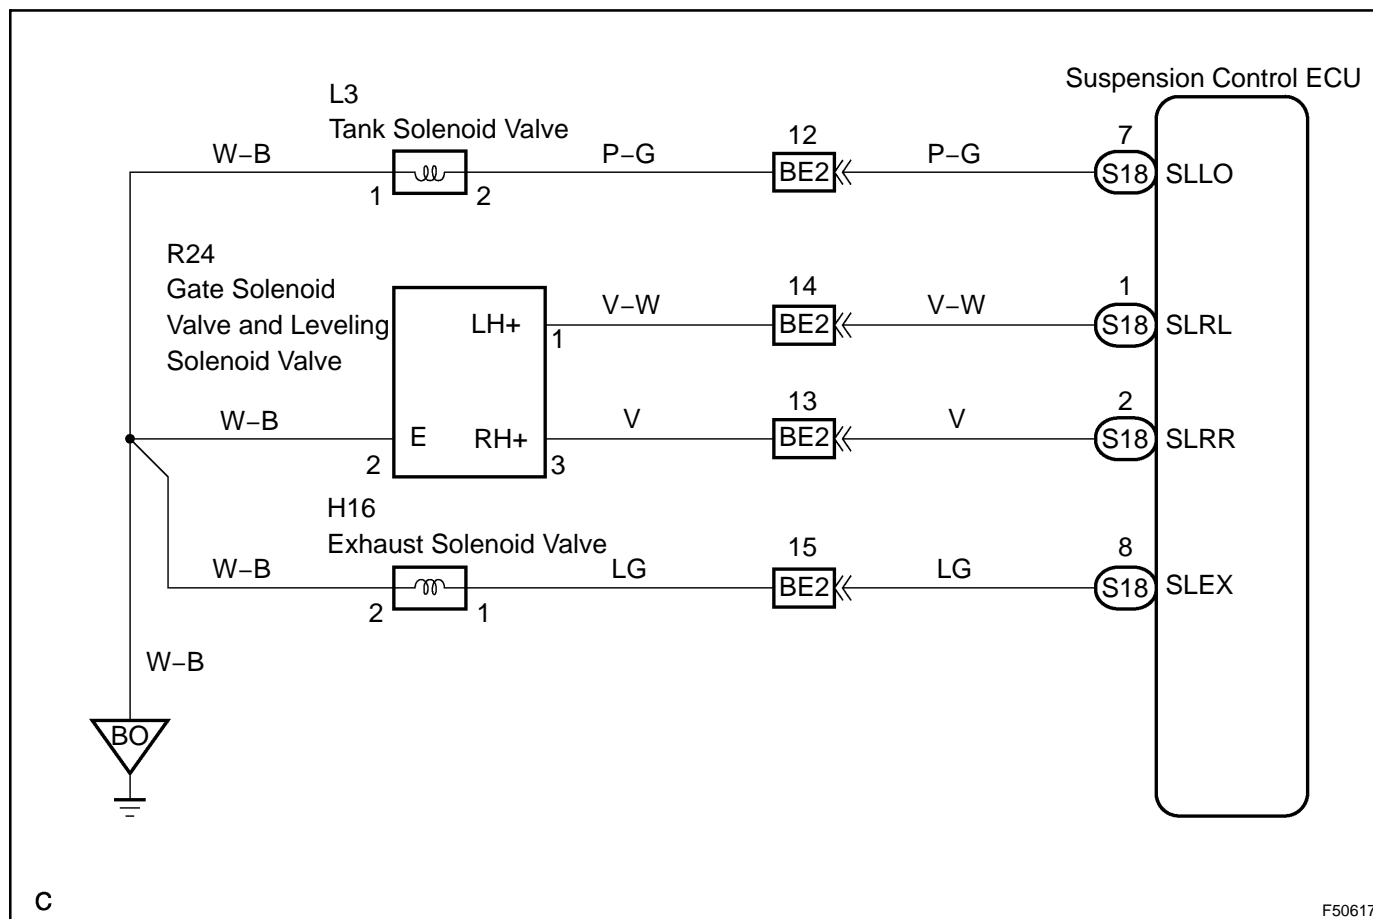 Suspension Control ECU
L3
Tank Solenoid Valve
W–B
1
2
P–G
12
BE2
P–G
7
S18
SLLO
R24
Gate Solenoid
Valve and Leveling
Solenoid Valve
LH+
1
V–W
14
BE2
V–W
1
S18
SLRL
W–B
2
E
RH+
3
V
13
BE2
V
2
S18
SLRR
H16
Exhaust Solenoid Valve
W–B
2
1
LG
15
BE2
LG
8
S18
SLEX
W–B
BO
C
F50617